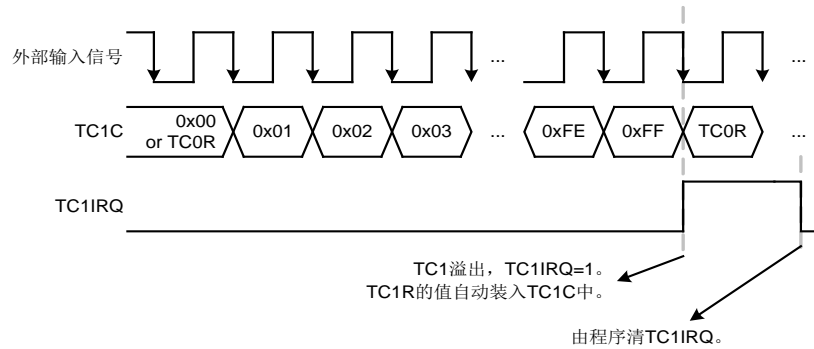 外部输入信号
...
...
TC1C
0x00
or TC0R
0x01
0x02
0x03
...
0xFE
0xFF
TC0R
...
TC1IRQ
TC1溢出，TC1IRQ=1。
TC1R的值自动装入TC1C中。
由程序清TC1IRQ。